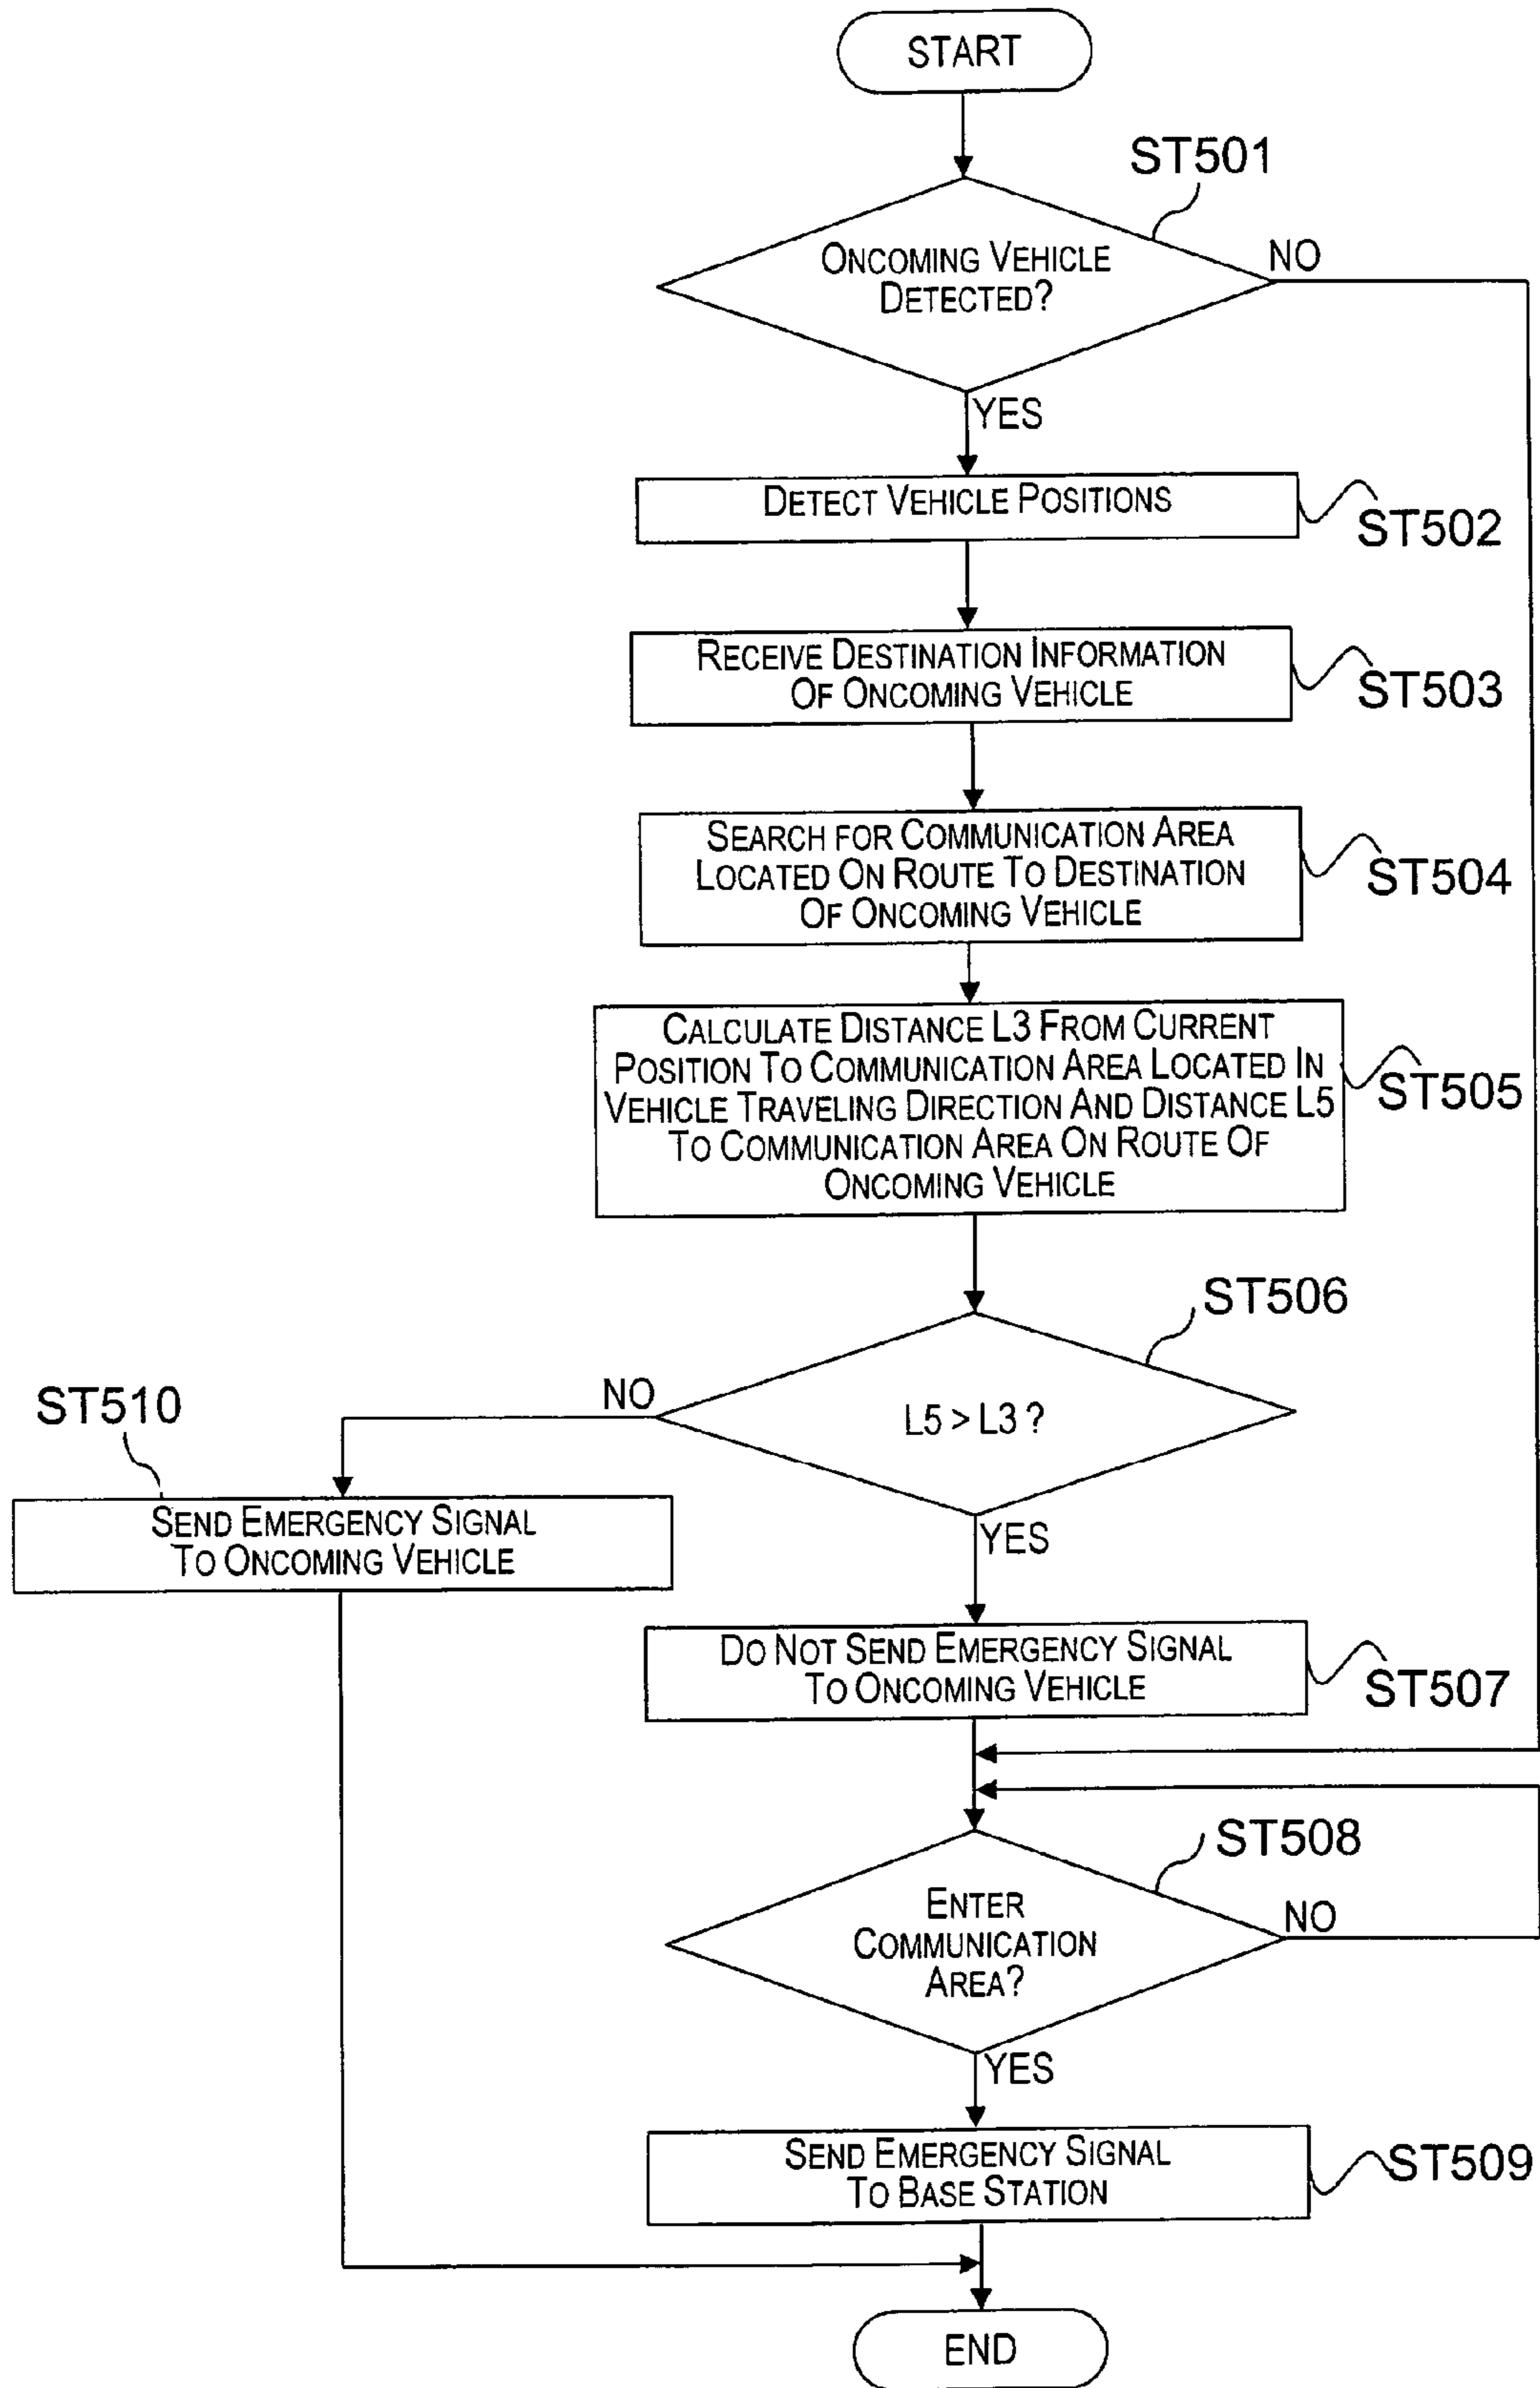 START
ST501
ONCOMING VEHICLE
DETECTED?
NO
YES
DETECT VEHICLE POSITIONS
ST502
RECEIVE DESTINATION INFORMATION
OF ONCOMING VEHICLE
ST503
SEARCH FOR COMMUNICATION AREA
LOCATED ON ROUTE TO DESTINATION
OF ONCOMING VEHICLE
ST504
CALCULATE DISTANCE L3 FROM CURRENT
POSITION TO COMMUNICATION AREA LOCATED IN
VEHICLE TRAVELING DIRECTION AND DISTANCE L5
TO COMMUNICATION AREA ON ROUTE OF
ONCOMING VEHICLE
ST505
ST506
L5 > L3 ?
NO
YES
ST510
SEND EMERGENCY SIGNAL
TO ONCOMING VEHICLE
DO NOT SEND EMERGENCY SIGNAL
TO ONCOMING VEHICLE
ST507
ST508
ENTER
COMMUNICATION
AREA?
NO
YES
SEND EMERGENCY SIGNAL
TO BASE STATION
ST509
END